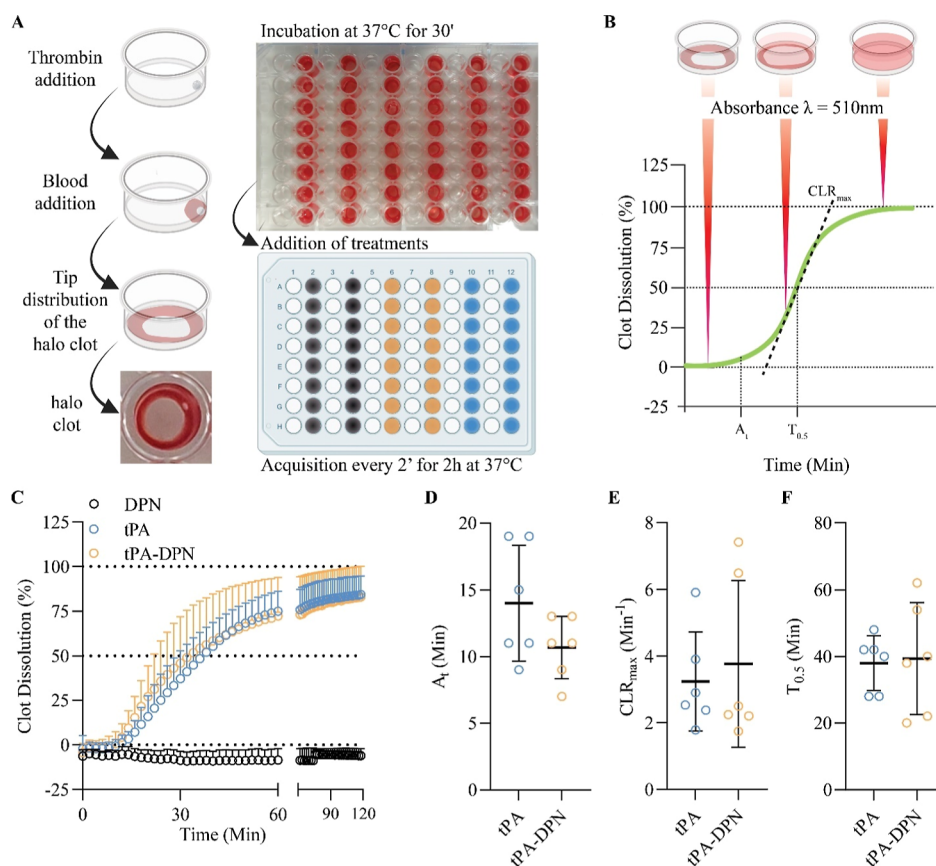 A
Thrombin
addition
Blood
addition
Tip
distribution
of the
halo clot
halo
clot
Incubation at 37°C for 30'
Addition of treatments
1 2 3 4 5 6 7 8 9 10 11 12
A
B
C
D
E
F
G
H
Acquisition every 2' for 2h at 37°C
B
Absorbance λ = 510nm
CLRmax
Clot Dissolution (%)
125
100
75
50
25
0
-25
At
T0.5
Time (Min)
C
DPN
tPA
tPA-DPN
Clot Dissolution (%)
125
100
75
50
25
0
-25
0 30 60 90 120
Time (Min)
D
At
(Min)
20
15
10
5
0
tPA
tPA-DPN
E
CLRmax
(Min-1)
8
6
4
2
0
tPA
tPA-DPN
F
T0.5
(Min)
80
60
40
20
0
tPA
tPA-DPN